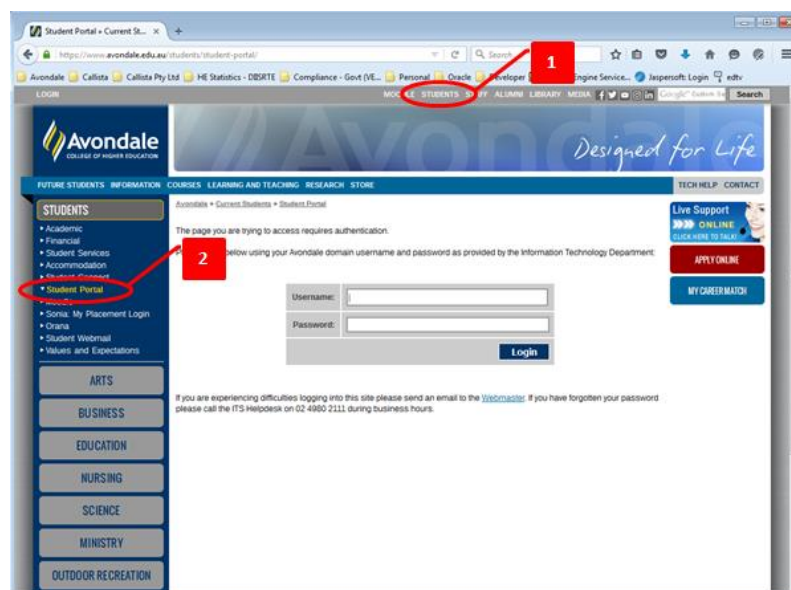 Student Portal « Current St... ×
https://www.avondale.edu.au/students/student-portal/
Search
1
Avondale Callista Callista Pty Ltd HE Statistics - DIISRTE Compliance - Govt (VE... Personal Oracle Engine Service... Jaspersoft: Login edtv
LOGIN
STUDENTS ALUMNI LIBRARY MEDIA Search
Avondale
COLLEGE OF HIGHER EDUCATION
Avondale
Designed for Life
FUTURE STUDENTS INFORMATION COURSES LEARNING AND TEACHING RESEARCH STORE TECH HELP CONTACT
STUDENTS
Academic
Financial
Student Services
Accommodation
Student Portal
Sonia: My Placement Login
Orana
Student Webmail
Values and Expectations
ARTS
BUSINESS
EDUCATION
NURSING
SCIENCE
MINISTRY
OUTDOOR RECREATION
2
Avondale « Current Students « Student Portal
The page you are trying to access requires authentication.
below using your Avondale domain username and password as provided by the Information Technology Department:
Username:
Password:
Login
If you are experiencing difficulties logging into this site please send an email to the Webmaster. If you have forgotten your password
please call the ITS Helpdesk on 02 4980 2111 during business hours.
Live Support
ONLINE
CLICK HERE TO TALK!
APPLY ONLINE
MY CAREER MATCH